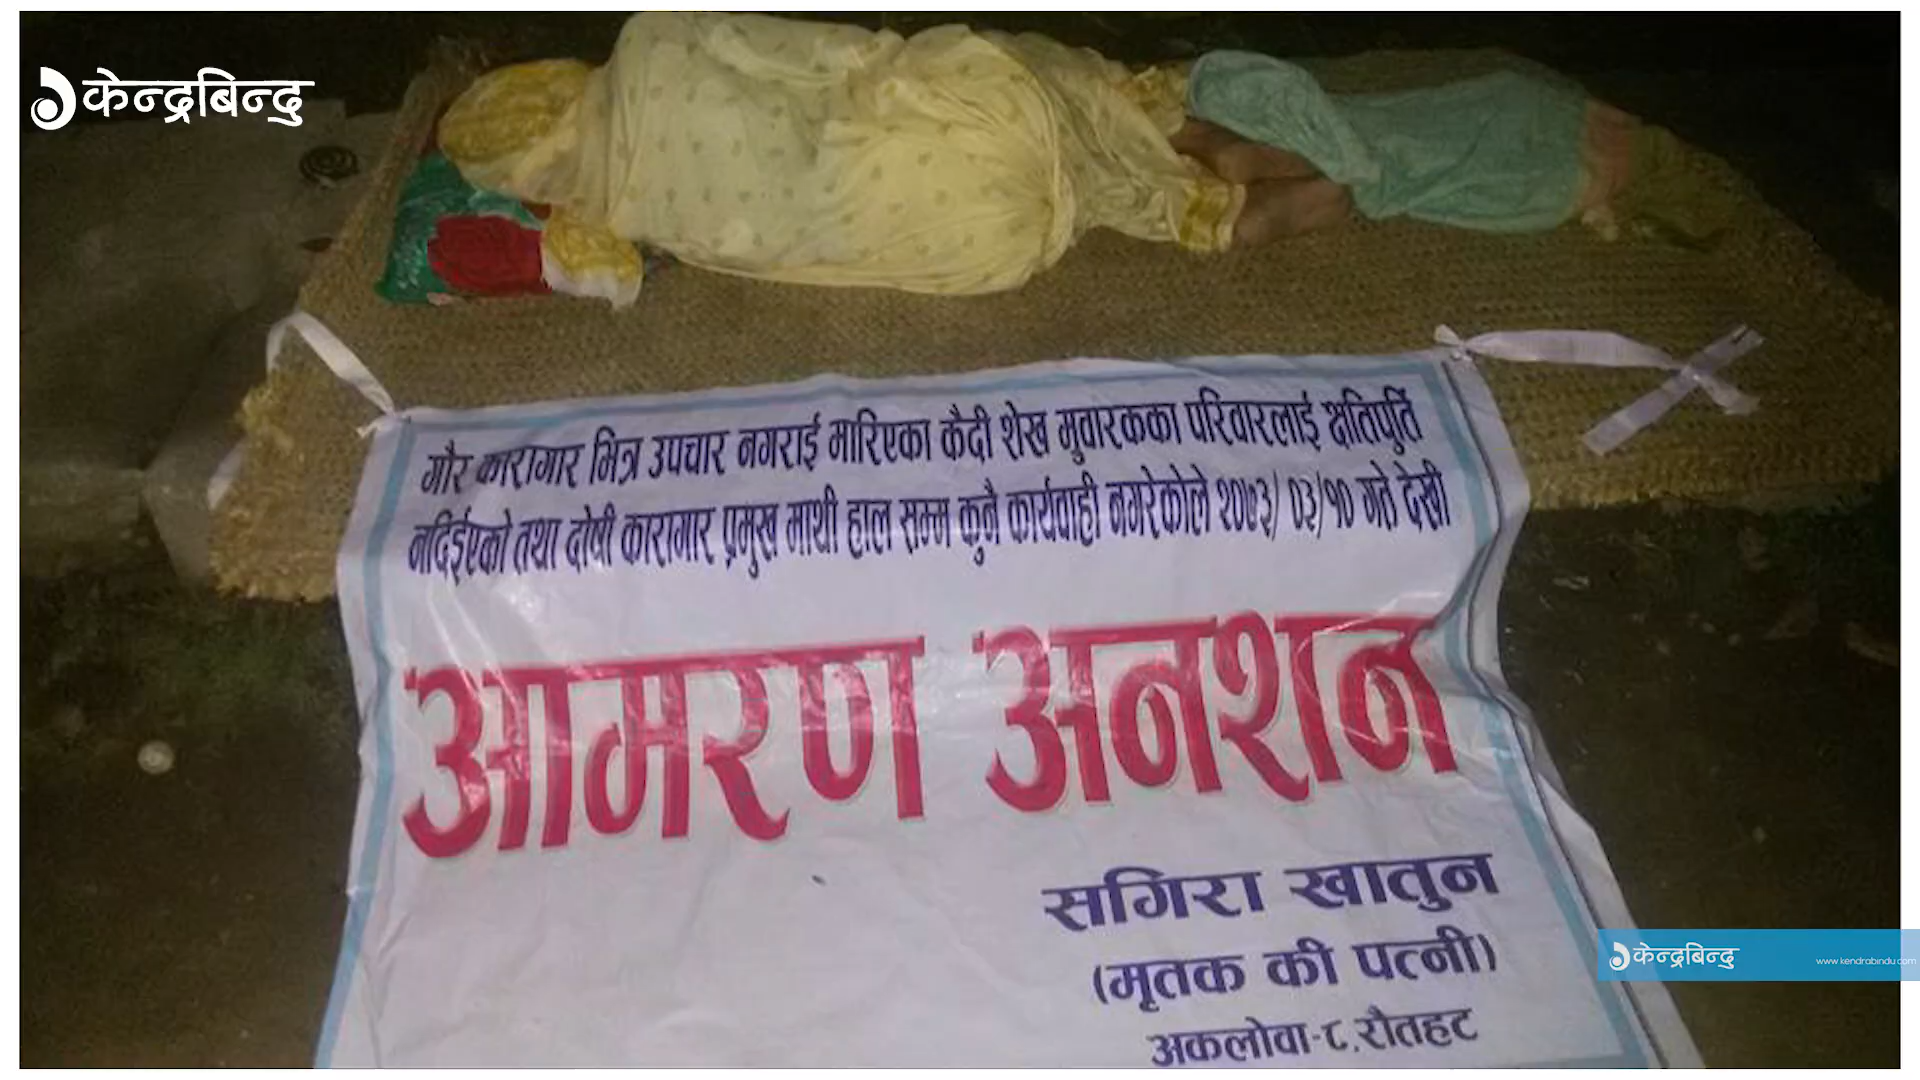 केन्द्रबिन्दु
गौर कारागार भित्र उपचार नगराई मारिएका कैदी शेख मुवारकका परिवारलाई क्षतिपुर्ति
नदिईएको तथा दोषी कारागार प्रमुख माथी हाल सम्म कुनै कार्यवाही नगरेकोले २०७३/ ०३/१० गते देखी
आमरण अनशन
सगिरा खातुन
(मृतक की पत्नी)
अकलोवा-८, रौतहट
केन्द्रबिन्दु
www.kendrabindu.com